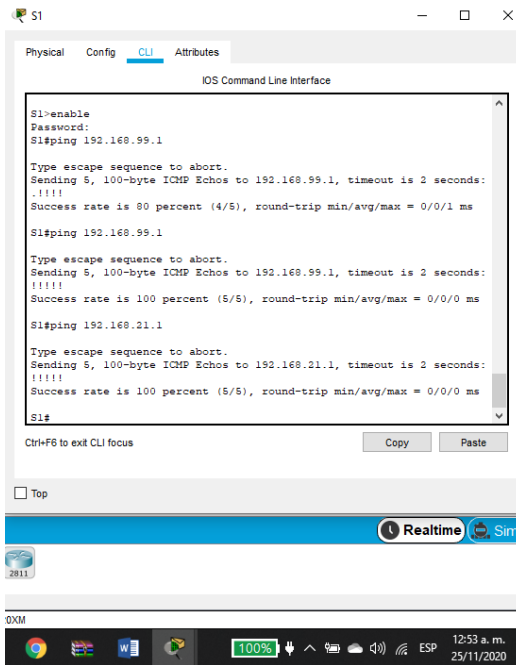 S1
Physical Config CLI Attributes
IOS Command Line Interface
S1>enable
Password:
S1#ping 192.168.99.1
Type escape sequence to abort.
Sending 5, 100-byte ICMP Echos to 192.168.99.1, timeout is 2 seconds:
.!!!!
Success rate is 80 percent (4/5), round-trip min/avg/max = 0/0/1 ms
S1#ping 192.168.99.1
Type escape sequence to abort.
Sending 5, 100-byte ICMP Echos to 192.168.99.1, timeout is 2 seconds:
!!!!!
Success rate is 100 percent (5/5), round-trip min/avg/max = 0/0/0 ms
S1#ping 192.168.21.1
Type escape sequence to abort.
Sending 5, 100-byte ICMP Echos to 192.168.21.1, timeout is 2 seconds:
!!!!!
Success rate is 100 percent (5/5), round-trip min/avg/max = 0/0/0 ms
S1#
Ctrl+F6 to exit CLI focus
Copy Paste
Top
Realtime Sim
2811
:0XM
100% ESP 12:53 a. m.
25/11/2020